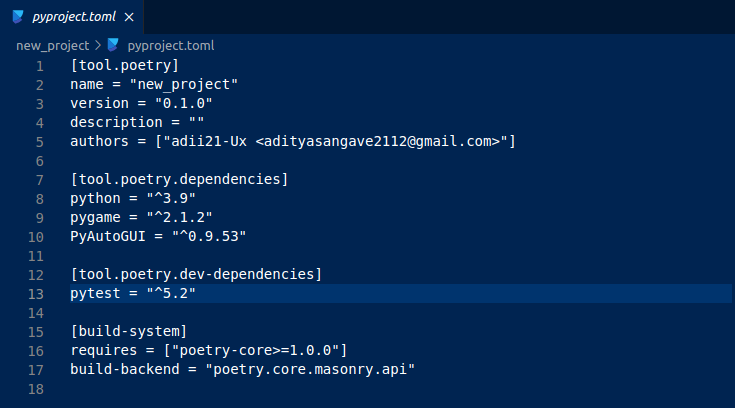 pyproject.toml ×
new_project > pyproject.toml
1 [tool.poetry]
2 name = "new_project"
3 version = "0.1.0"
4 description = ""
5 authors = ["adii21-Ux <adityasangave2112@gmail.com>"]
6
7 [tool.poetry.dependencies]
8 python = "^3.9"
9 pygame = "^2.1.2"
10 PyAutoGUI = "^0.9.53"
11
12 [tool.poetry.dev-dependencies]
13 pytest = "^5.2"
14
15 [build-system]
16 requires = ["poetry-core>=1.0.0"]
17 build-backend = "poetry.core.masonry.api"
18